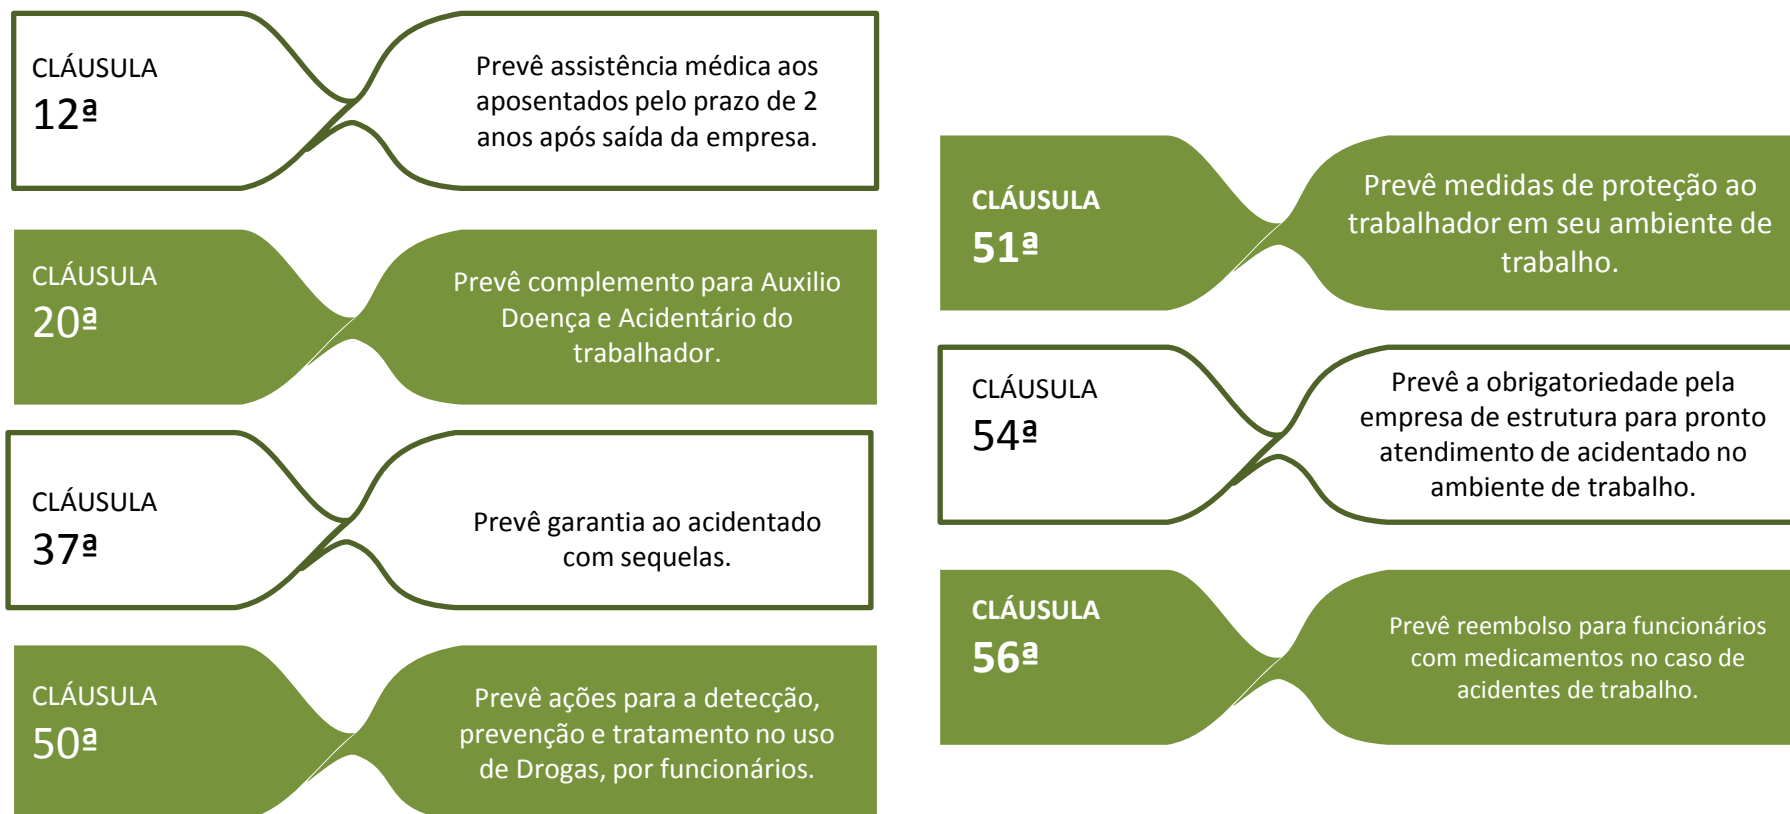 CLÁUSULA
12ª
Prevê assistência médica aos
aposentados pelo prazo de 2
anos após saída da empresa.
CLÁUSULA
20ª
Prevê complemento para Auxilio
Doença e Acidentário do
trabalhador.
CLÁUSULA
37ª
Prevê garantia ao acidentado
com sequelas.
CLÁUSULA
50ª
Prevê ações para a detecção,
prevenção e tratamento no uso
de Drogas, por funcionários.
CLÁUSULA
51ª
Prevê medidas de proteção ao
trabalhador em seu ambiente de
trabalho.
CLÁUSULA
54ª
Prevê a obrigatoriedade pela
empresa de estrutura para pronto
atendimento de acidentado no
ambiente de trabalho.
CLÁUSULA
56ª
Prevê reembolso para funcionários
com medicamentos no caso de
acidentes de trabalho.